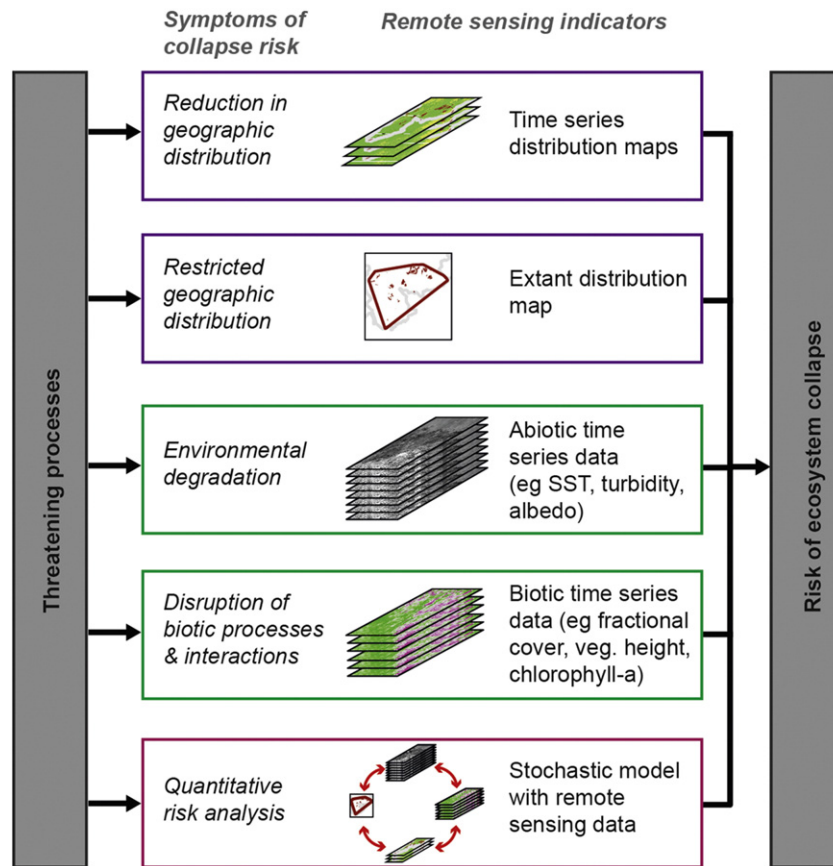 Symptoms of
collapse risk
Remote sensing indicators
Threatening processes
Reduction in
geographic
distribution
Time series
distribution maps
Restricted
geographic
distribution
Extant distribution
map
Environmental
degradation
Abiotic time
series data
(eg SST, turbidity,
albedo)
Disruption of
biotic processes
& interactions
Biotic time series
data (eg fractional
cover, veg. height,
chlorophyll-a)
Quantitative
risk analysis
Stochastic model
with remote
sensing data
Risk of ecosystem collapse